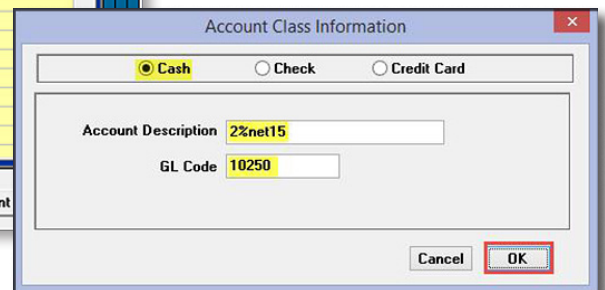 Account Class Information
Cash Check Credit Card
Account Description 2%net15
GL Code 10250
nt
Cancel OK